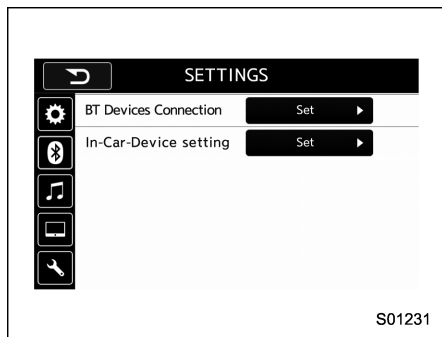 SETTINGS
BT Devices Connection Set
In-Car-Device setting Set
S01231